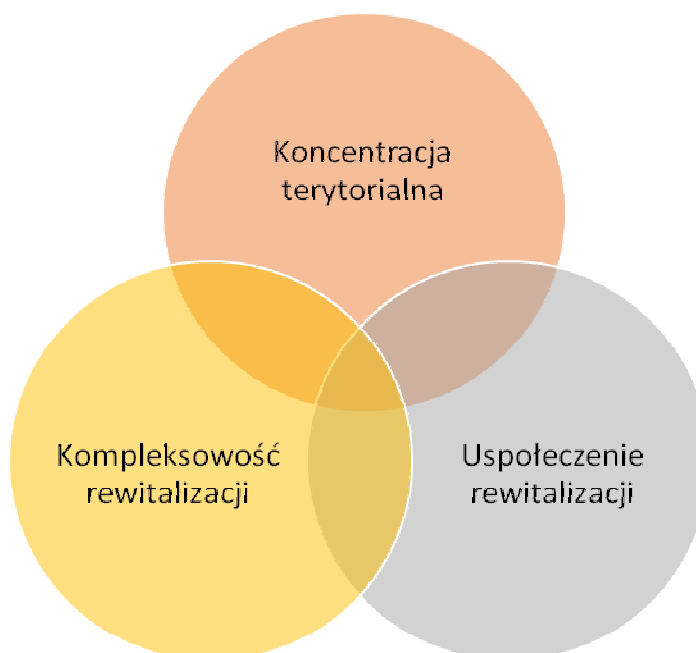 Koncentracja
terytorialna
Kompleksowość
rewitalizacji
Uspołeczenie
rewitalizacji